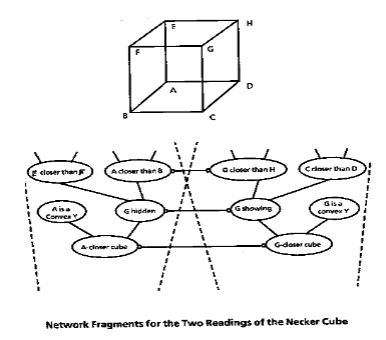 E
H
F
G
A
D
B
C
E closer than F
A closer than B
G closer than H
C closer than D
A is a
Convex Y
G hidden
G showing
G is a
convex Y
A-closer cube
G-closer cube
Network Fragments for the Two Readings of the Necker Cube